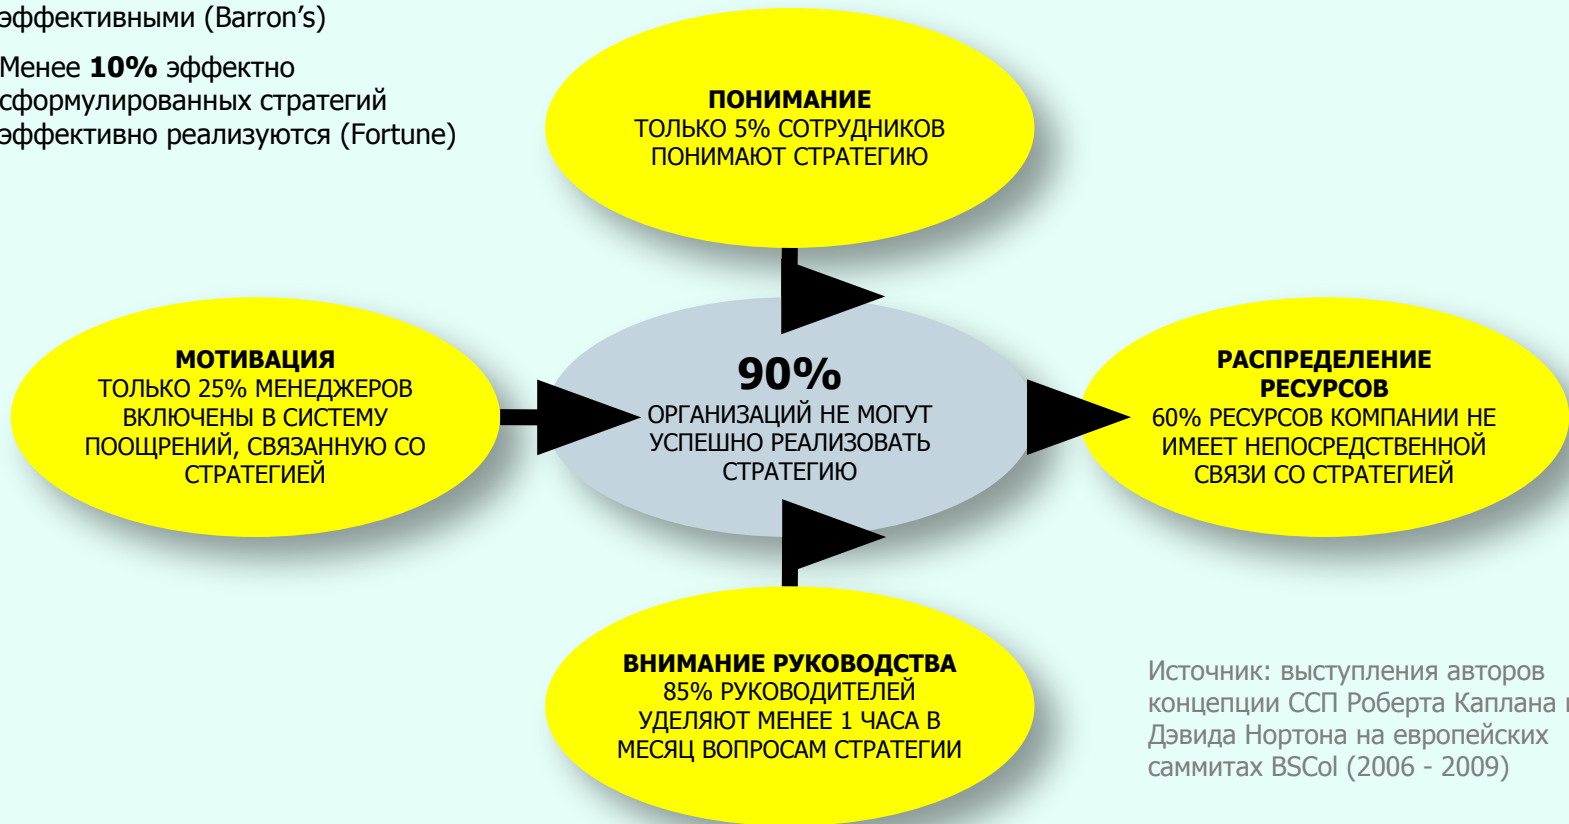 эффективными (Barron’s)
Менее 10% эффектно
сформулированных стратегий
эффективно реализуются (Fortune)
ПОНИМАНИЕ
ТОЛЬКО 5% СОТРУДНИКОВ
ПОНИМАЮТ СТРАТЕГИЮ
МОТИВАЦИЯ
ТОЛЬКО 25% МЕНЕДЖЕРОВ
ВКЛЮЧЕНЫ В СИСТЕМУ
ПООЩРЕНИЙ, СВЯЗАННУЮ СО
СТРАТЕГИЕЙ
90%
ОРГАНИЗАЦИЙ НЕ МОГУТ
УСПЕШНО РЕАЛИЗОВАТЬ
СТРАТЕГИЮ
РАСПРЕДЕЛЕНИЕ
РЕСУРСОВ
60% РЕСУРСОВ КОМПАНИИ НЕ
ИМЕЕТ НЕПОСРЕДСТВЕННОЙ
СВЯЗИ СО СТРАТЕГИЕЙ
ВНИМАНИЕ РУКОВОДСТВА
85% РУКОВОДИТЕЛЕЙ
УДЕЛЯЮТ МЕНЕЕ 1 ЧАСА В
МЕСЯЦ ВОПРОСАМ СТРАТЕГИИ
Источник: выступления авторов
концепции ССП Роберта Каплана
Дэвида Нортона на европейских
саммитах BSCol (2006 - 2009)